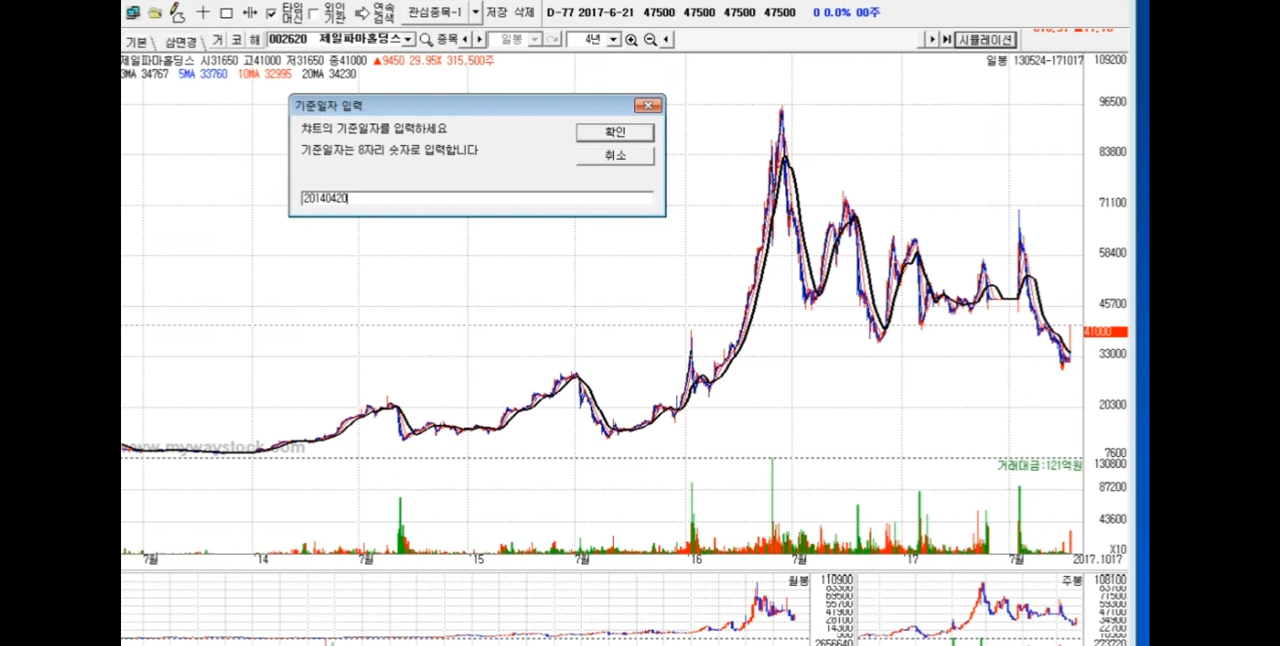 타임머신 외인기관 연속검색 관심종목-1 저장 삭제 D-77 2017-6-21 47500 47500 47500 47500 0 0.0% 00주
기본 삼면경 거 코 해 002620 제일파마홀딩스 종목 일봉 4년 시뮬레이션
제일파마홀딩스 시31650 고41000 저31650 종41000 ▲9450 29.95% 315,500주 일봉 130524-171017 109200
3MA 34767 5MA 33760 10MA 32995 20MA 34230
기준일자 입력
챠트의 기준일자를 입력하세요
기준일자는 8자리 숫자로 입력합니다
확인
취소
20140420
96500
83800
71100
58400
45700
41000
33000
20300
www.mywaystock.com
7600
거래대금:121억원
130800
87200
43600
X10
7월 '14 7월 '15 7월 '16 7월 '17 7월 2017.1017
월봉 110900
주봉 108100